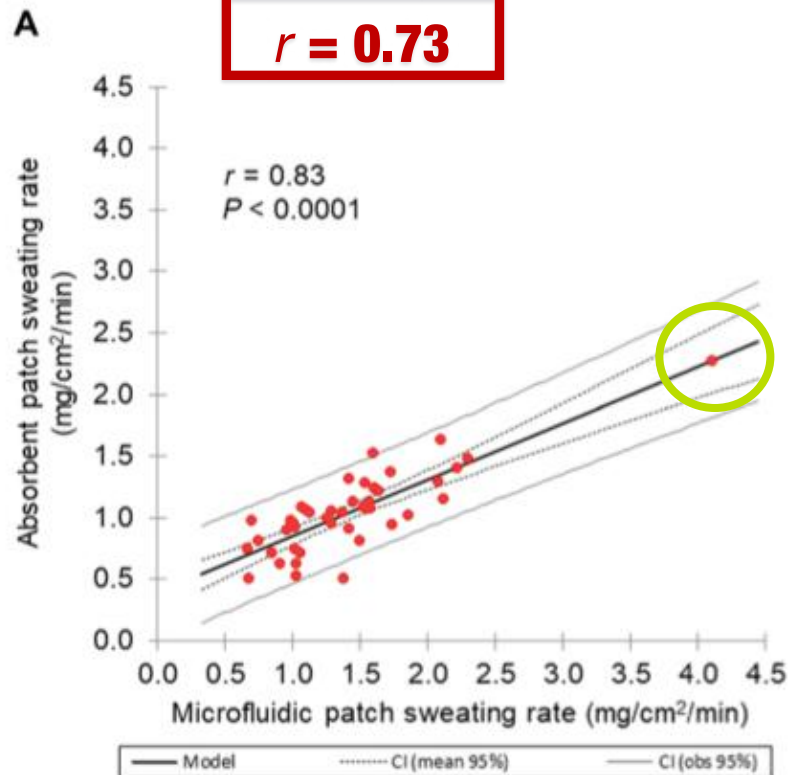 A
r = 0.73
Absorbent patch sweating rate
(mg/cm²/min)
4.5
4.0
3.5
3.0
2.5
2.0
1.5
1.0
0.5
0.0
r = 0.83
P < 0.0001
0.0 0.5 1.0 1.5 2.0 2.5 3.0 3.5 4.0 4.5
Microfluidic patch sweating rate (mg/cm²/min)
Model CI (mean 95%) CI (obs 95%)